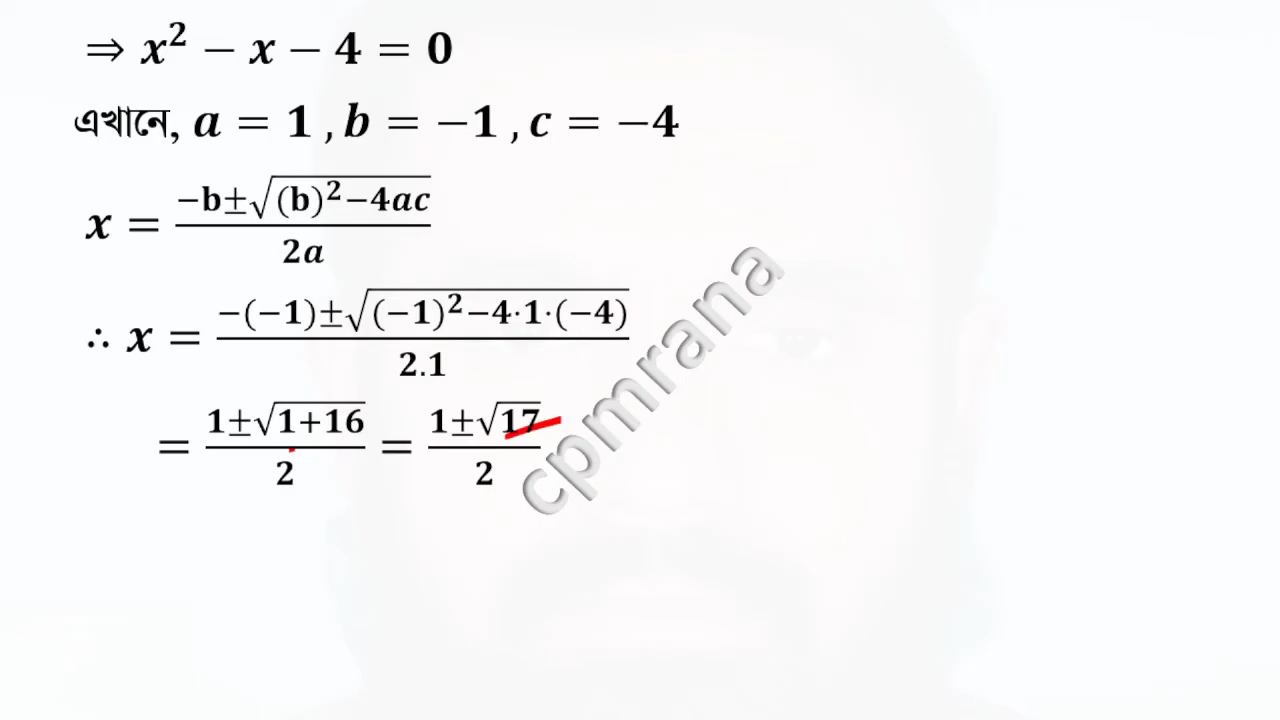 ⇒ x² − x − 4 = 0
এখানে, a = 1 , b = −1 , c = −4
x = (−b±√((b)²−4ac))/(2a)
∴ x = (−(−1)±√((−1)²−4·1·(−4)))/(2.1)
= (1±√(1+16))/2 = (1±√17)/2
cpmrana